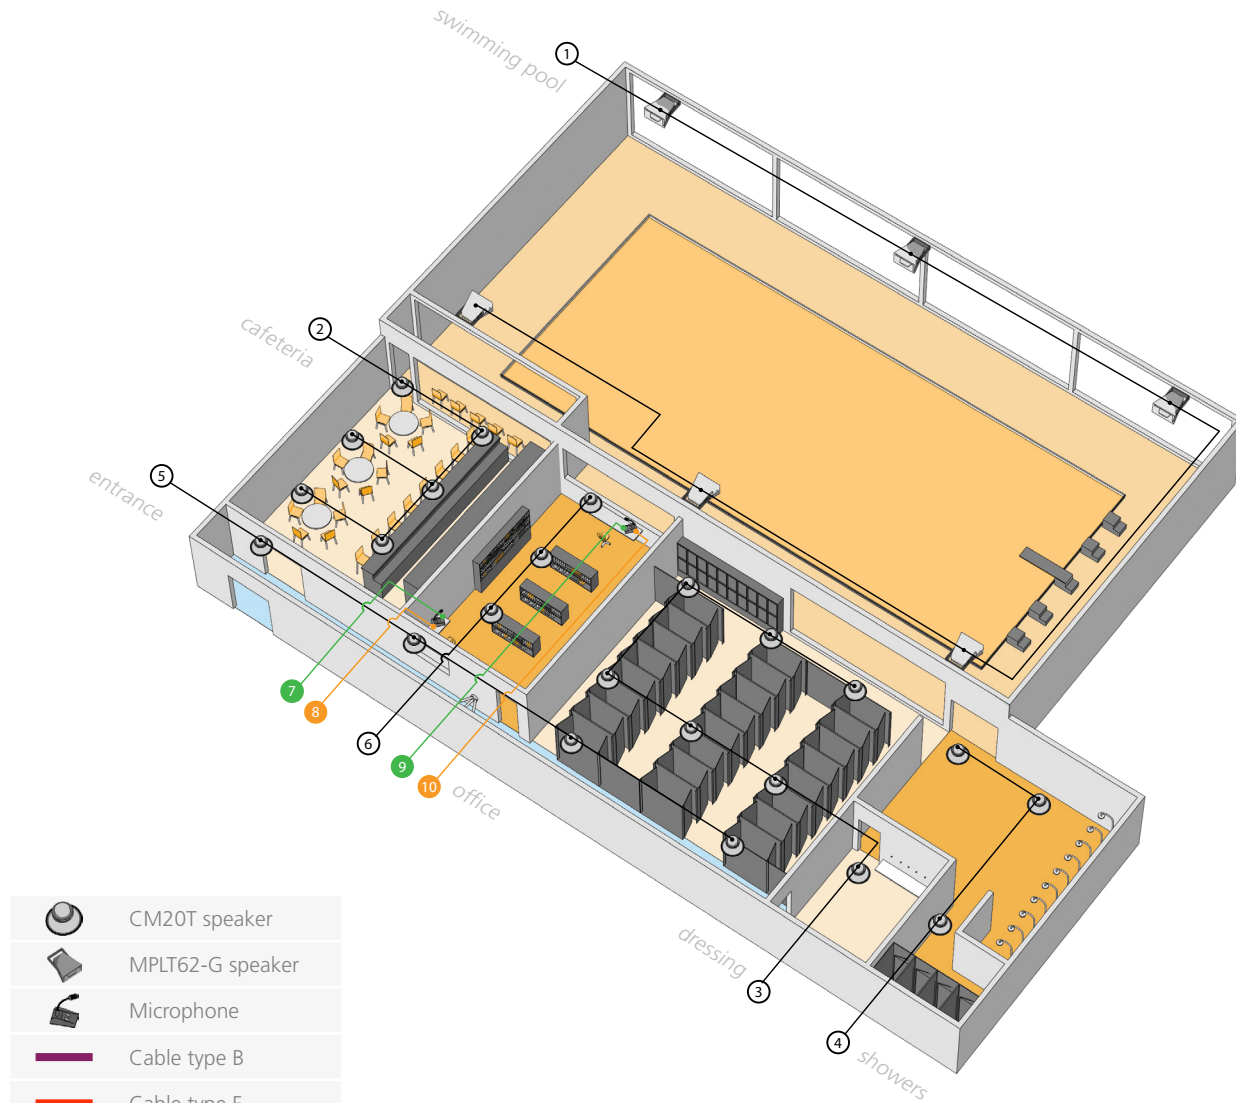 swimming pool
1
cafeteria
2
entrance
5
7
8
6
9
10
office
dressing
3
4
showers
CM20T speaker
MPLT62-G speaker
Microphone
Cable type B